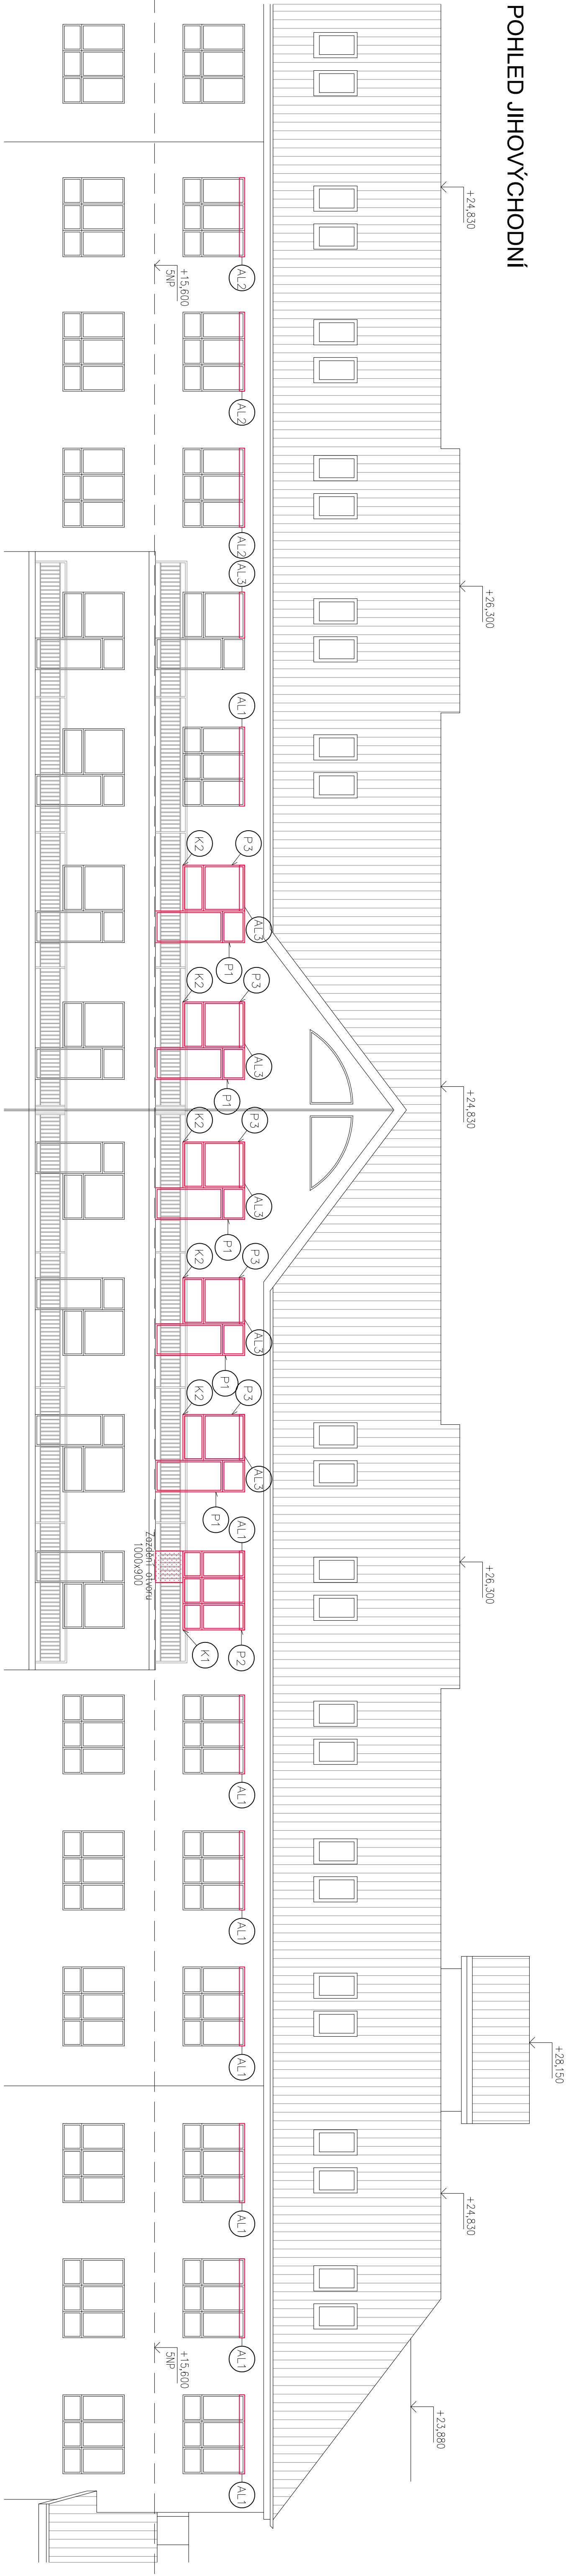 POHLED JIHOVÝCHODNÍ
+28,150
+26,300
+26,300
+24,830
+24,830
+24,830
+23,880
AL2
+15,600
5NP
AL2
AL2
AL3
AL1
P3
K2
AL3
P1
P3
K2
AL3
P1
P3
K2
AL3
P1
P3
K2
AL3
P1
P3
K2
AL3
P1
AL1
Zazdění otvoru
1000x900
P2
K1
AL1
AL1
AL1
AL1
AL1
+15,600
5NP
AL1